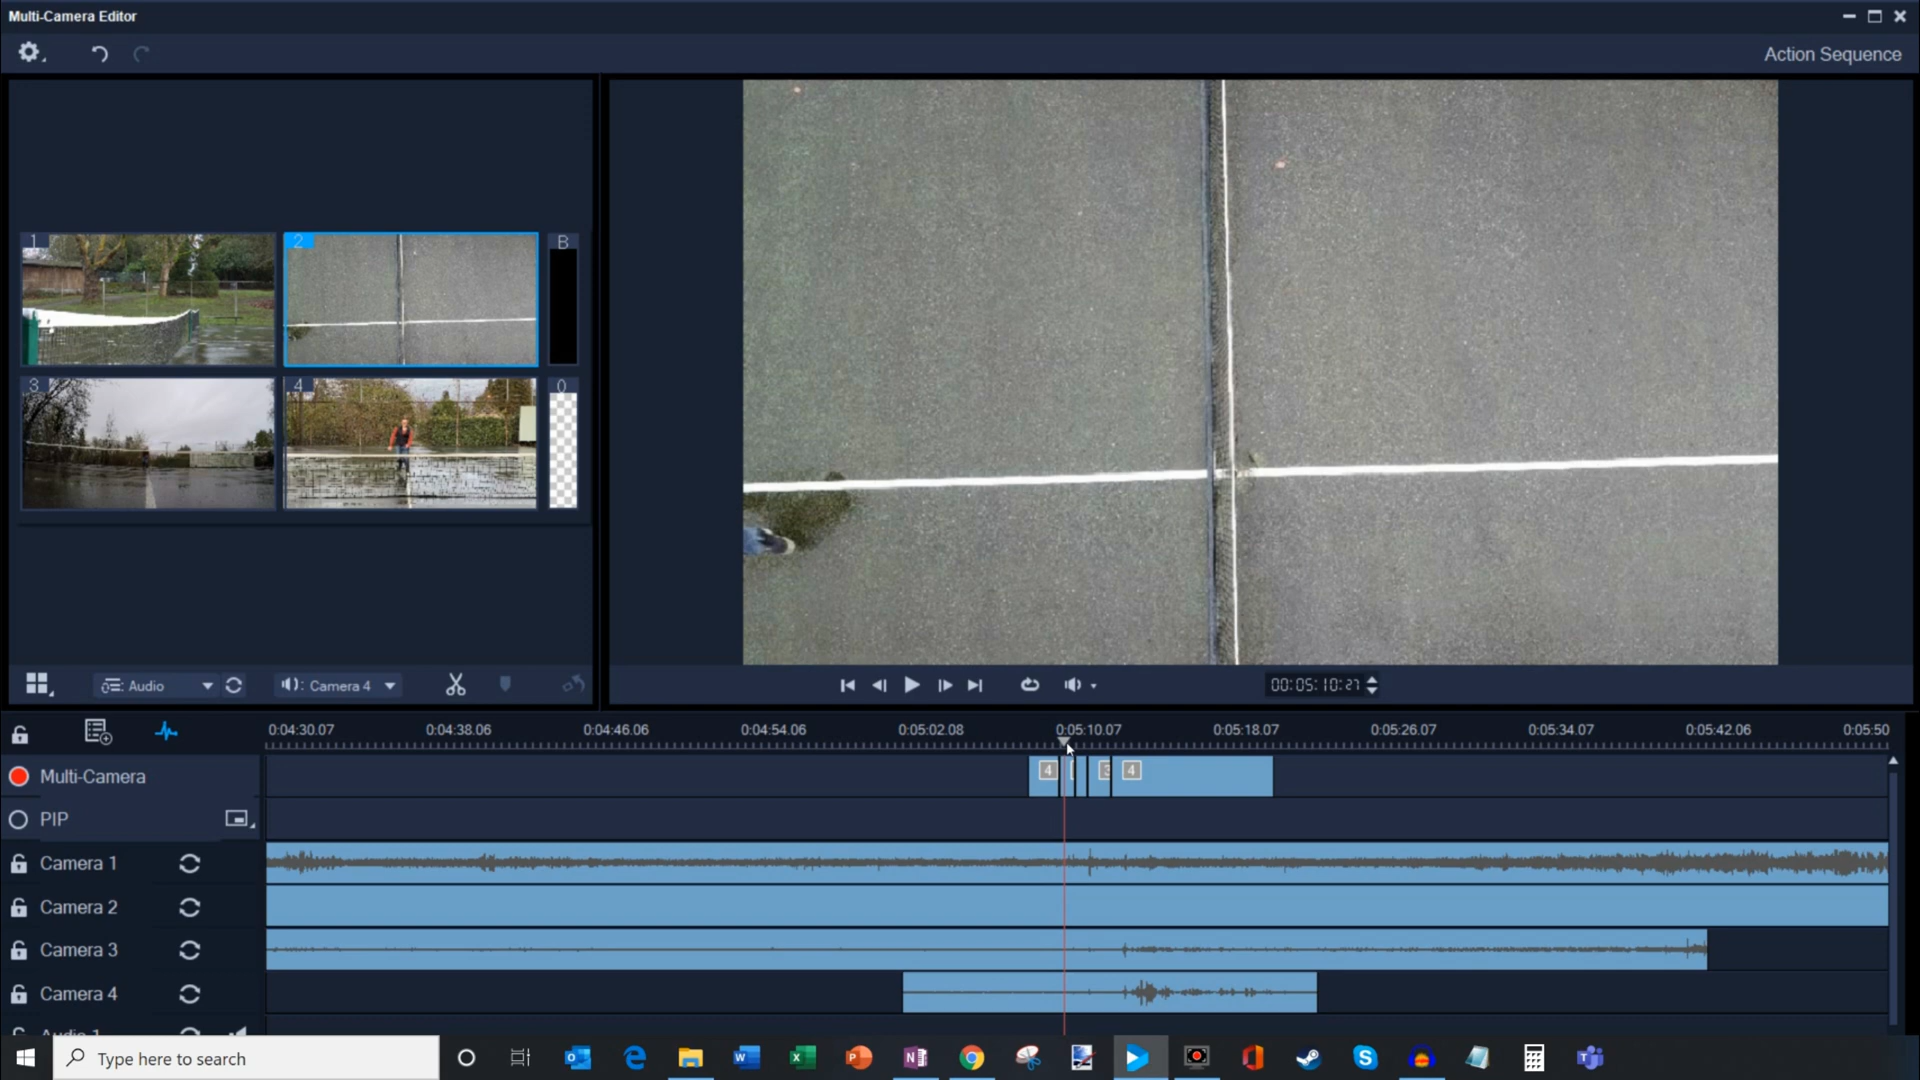 Multi-Camera Editor
Action Sequence
1
2
B
3
4
0
Audio
Camera 4
00:05:10:27
0:04:30.07 0:04:38.06 0:04:46.06 0:04:54.06 0:05:02.08 0:05:10.07 0:05:18.07 0:05:26.07 0:05:34.07 0:05:42.06 0:05:50
Multi-Camera
4 3 4
PIP
Camera 1
Camera 2
Camera 3
Camera 4
Audio 1
Type here to search